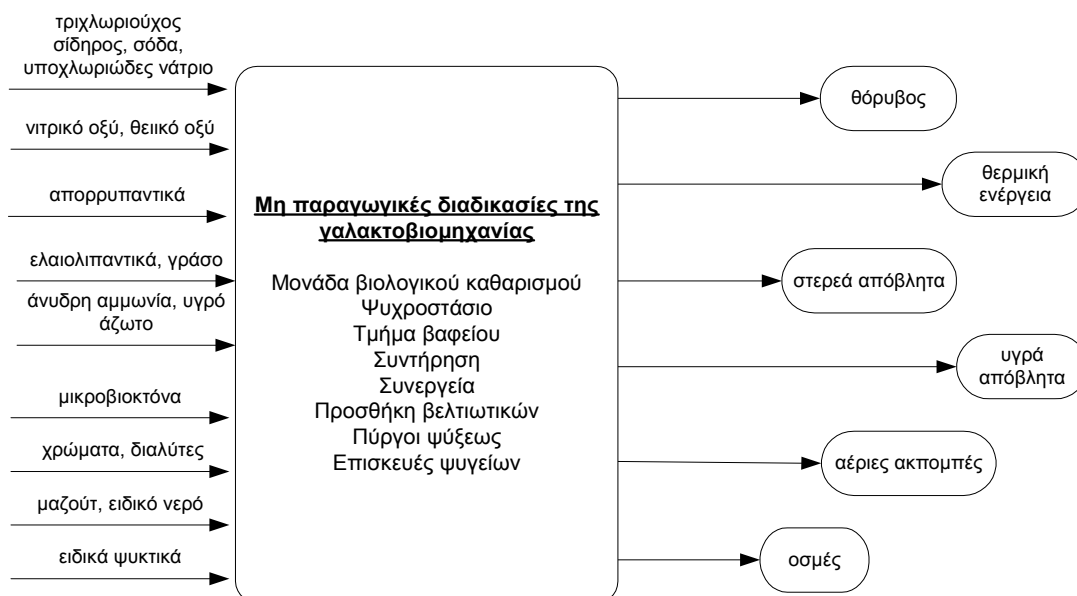 τριχλωριούχος
σίδηρος, σόδα,
υποχλωριώδες νάτριο
νιτρικό οξύ, θειικό οξύ
απορρυπαντικά
ελαιολιπαντικά, γράσο
άνυδρη αμμωνία, υγρό
άζωτο
μικροβιοκτόνα
χρώματα, διαλύτες
μαζούτ, ειδικό νερό
ειδικά ψυκτικά
Μη παραγωγικές διαδικασίες της
γαλακτοβιομηχανίας
Μονάδα βιολογικού καθαρισμού
Ψυχροστάσιο
Τμήμα βαφείου
Συντήρηση
Συνεργεία
Προσθήκη βελτιωτικών
Πύργοι ψύξεως
Επισκευές ψυγείων
θόρυβος
θερμική
ενέργεια
στερεά απόβλητα
υγρά
απόβλητα
αέριες ακπομπές
οσμές